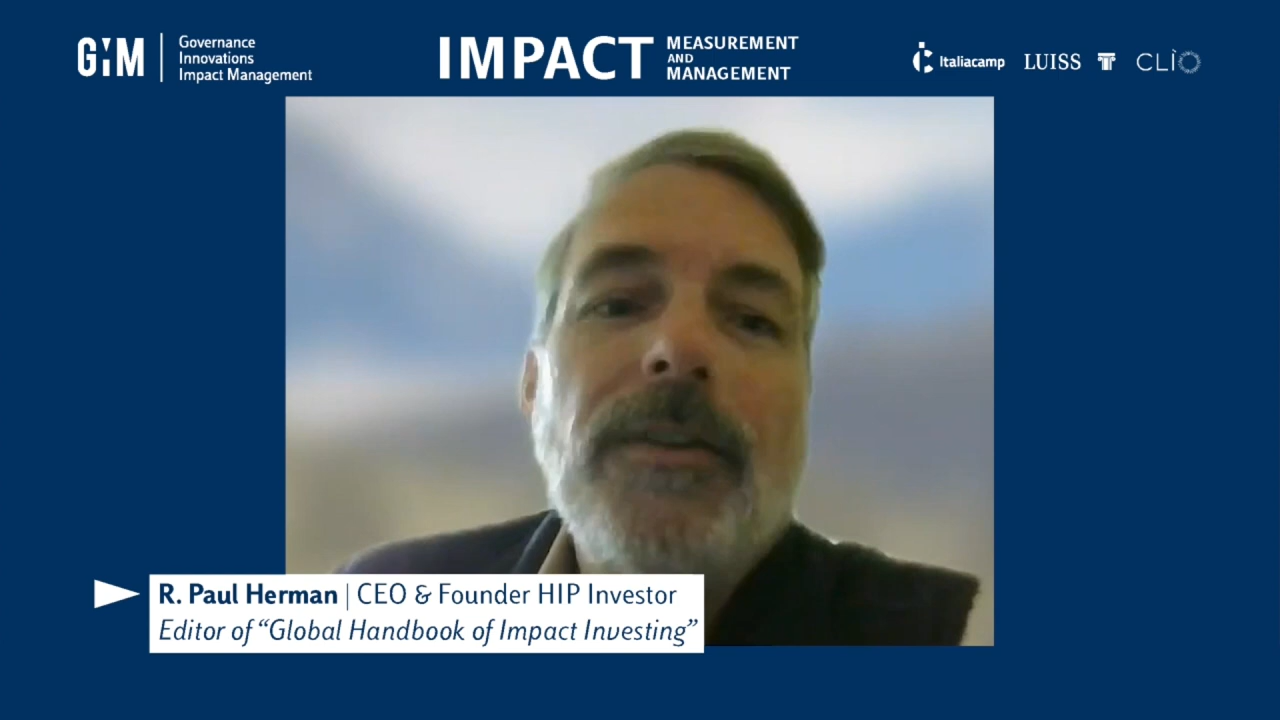 GIM
Governance
Innovations
Impact Management
IMPACT
MEASUREMENT
AND
MANAGEMENT
Italiacamp
LUISS
CLÌO
R. Paul Herman | CEO & Founder HIP Investor
Editor of “Global Handbook of Impact Investing”